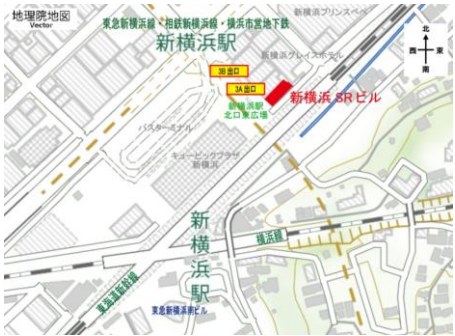 地理院地図
Vector
東急新横浜線・相鉄新横浜線・横浜市営地下鉄
新横浜駅
新横浜プリンスペペ
新横浜グレイスホテル
北
西 東
南
3B 出口
3A 出口
新横浜 SRビル
新横浜駅
北口東広場
バスターミナル
キュービックプラザ
新横浜
新横浜駅
横浜線
東海道新幹線
東急新横浜南ビル